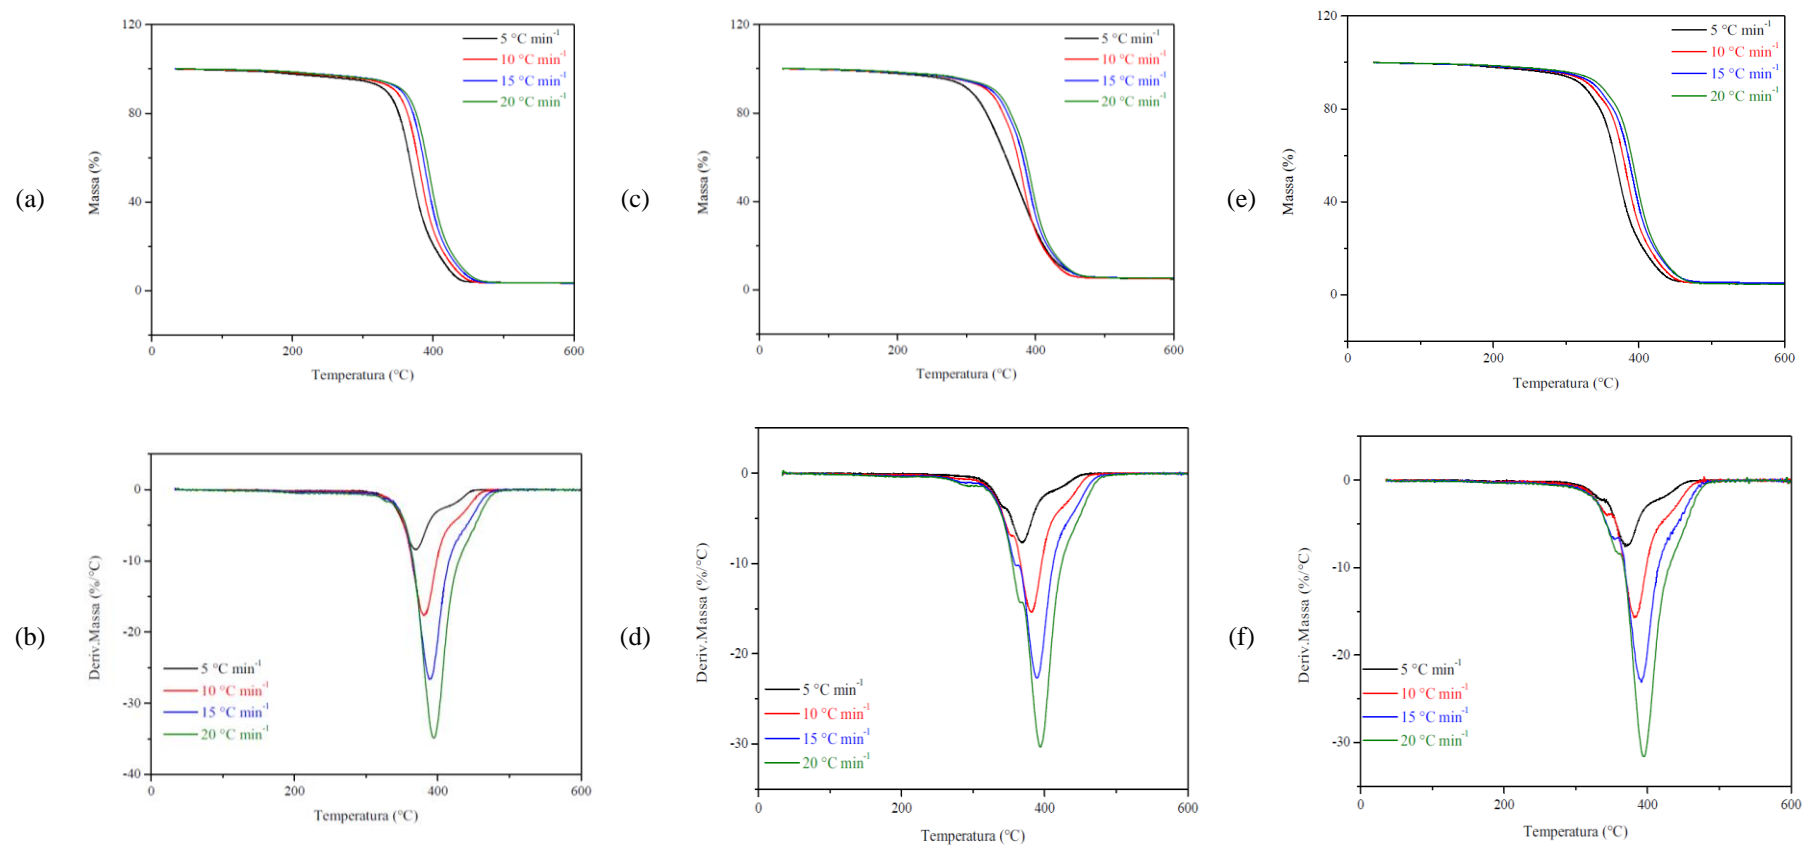 (a)
120
80
40
0
0
200
400
600
Massa (%)
Temperatura (°C)
5 °C min⁻¹
10 °C min⁻¹
15 °C min⁻¹
20 °C min⁻¹
(c)
120
80
40
0
0
200
400
600
Massa (%)
Temperatura (°C)
5 °C min⁻¹
10 °C min⁻¹
15 °C min⁻¹
20 °C min⁻¹
(e)
120
80
40
0
0
200
400
600
Massa (%)
Temperatura (°C)
5 °C min⁻¹
10 °C min⁻¹
15 °C min⁻¹
20 °C min⁻¹
(b)
0
-10
-20
-30
-40
0
200
400
600
Deriv.Massa (%/°C)
Temperatura (°C)
5 °C min⁻¹
10 °C min⁻¹
15 °C min⁻¹
20 °C min⁻¹
(d)
0
-10
-20
-30
0
200
400
600
Deriv.Massa (%/°C)
Temperatura (°C)
5 °C min⁻¹
10 °C min⁻¹
15 °C min⁻¹
20 °C min⁻¹
(f)
0
-10
-20
-30
0
200
400
600
Deriv.Massa (%/°C)
Temperatura (°C)
5 °C min⁻¹
10 °C min⁻¹
15 °C min⁻¹
20 °C min⁻¹